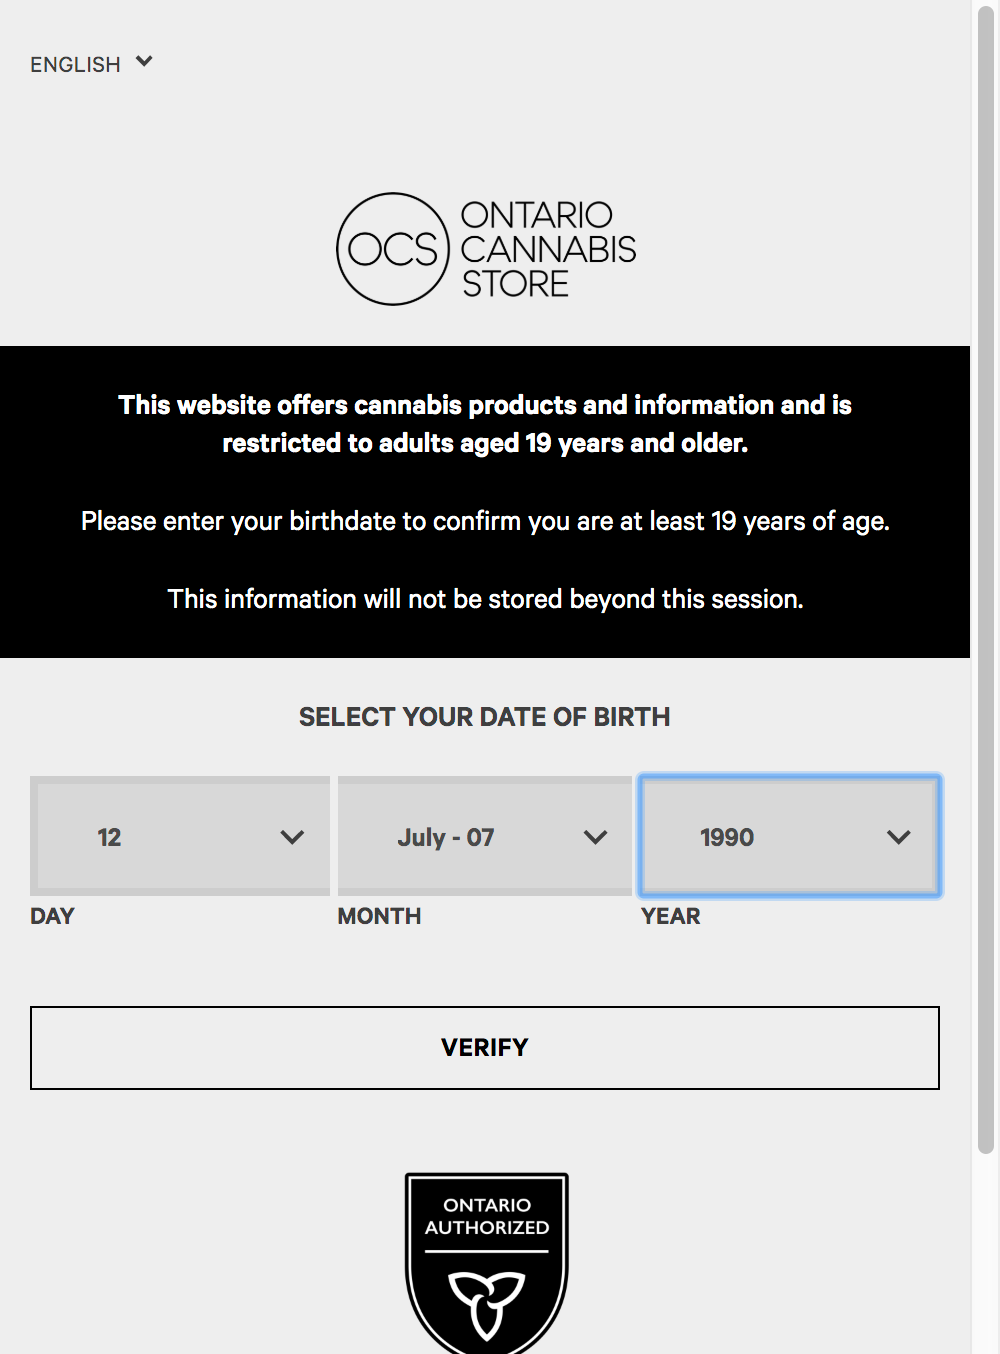 ENGLISH
OCS
ONTARIO
CANNABIS
STORE
This website offers cannabis products and information and is
restricted to adults aged 19 years and older.
Please enter your birthdate to confirm you are at least 19 years of age.
This information will not be stored beyond this session.
SELECT YOUR DATE OF BIRTH
12 July - 07 1990
DAY MONTH YEAR
VERIFY
ONTARIO
AUTHORIZED